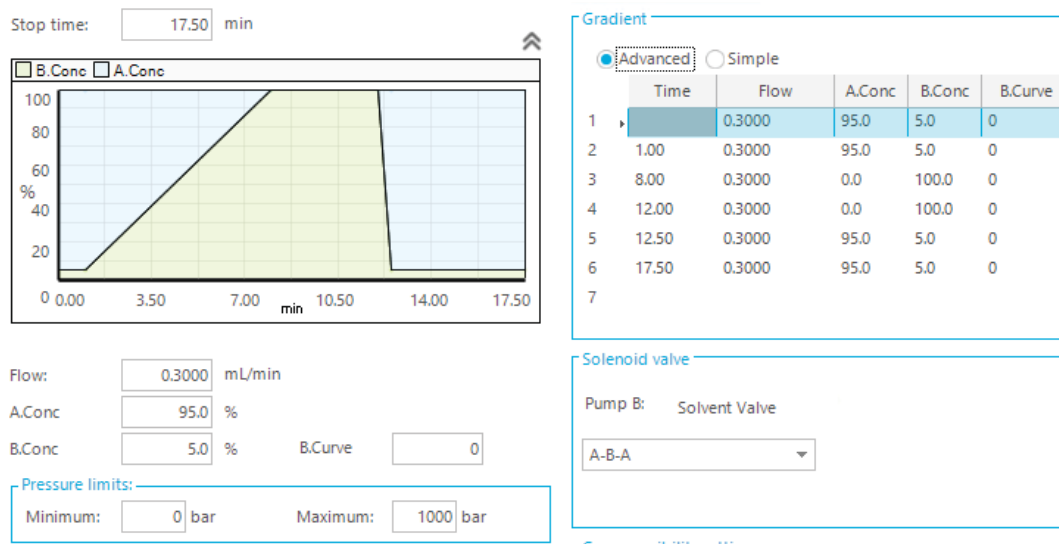 Stop time: 17.50 min
B.Conc A.Conc
100
80
60
%
40
20
0 0.00 3.50 7.00 min 10.50 14.00 17.50
Flow: 0.3000 mL/min
A.Conc 95.0 %
B.Conc 5.0 % B.Curve 0
Pressure limits:
Minimum: 0 bar Maximum: 1000 bar
Gradient
Advanced Simple
Time Flow A.Conc B.Conc B.Curve
1 0.3000 95.0 5.0 0
2 1.00 0.3000 95.0 5.0 0
3 8.00 0.3000 0.0 100.0 0
4 12.00 0.3000 0.0 100.0 0
5 12.50 0.3000 95.0 5.0 0
6 17.50 0.3000 95.0 5.0 0
7
Solenoid valve
Pump B: Solvent Valve
A-B-A